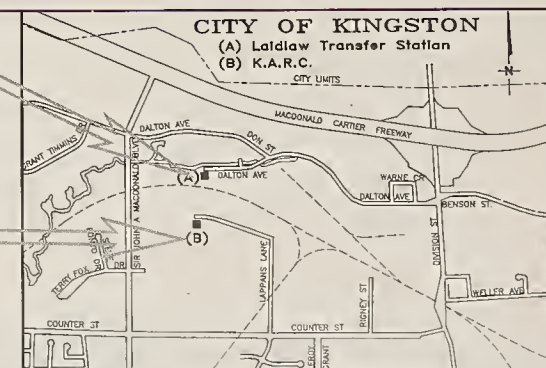 CITY OF KINGSTON
(A) Laidlaw Transfer Station
(B) K.A.R.C.
CITY LIMITS
N
MACDONALD CARTIER FREEWAY
DALTON AVE
DON ST
GRANT TIMMINS
SIR JOHN A MACDONALD BLVD
(A)
DALTON AVE
WARNE CR
DALTON AVE
BENSON ST.
DIVISION ST
(B)
LAPPANS LANE
TERRY FOX
DR
WELLER AVE
RIGNEY ST
COUNTER ST
COUNTER ST
LEROY
GRANT